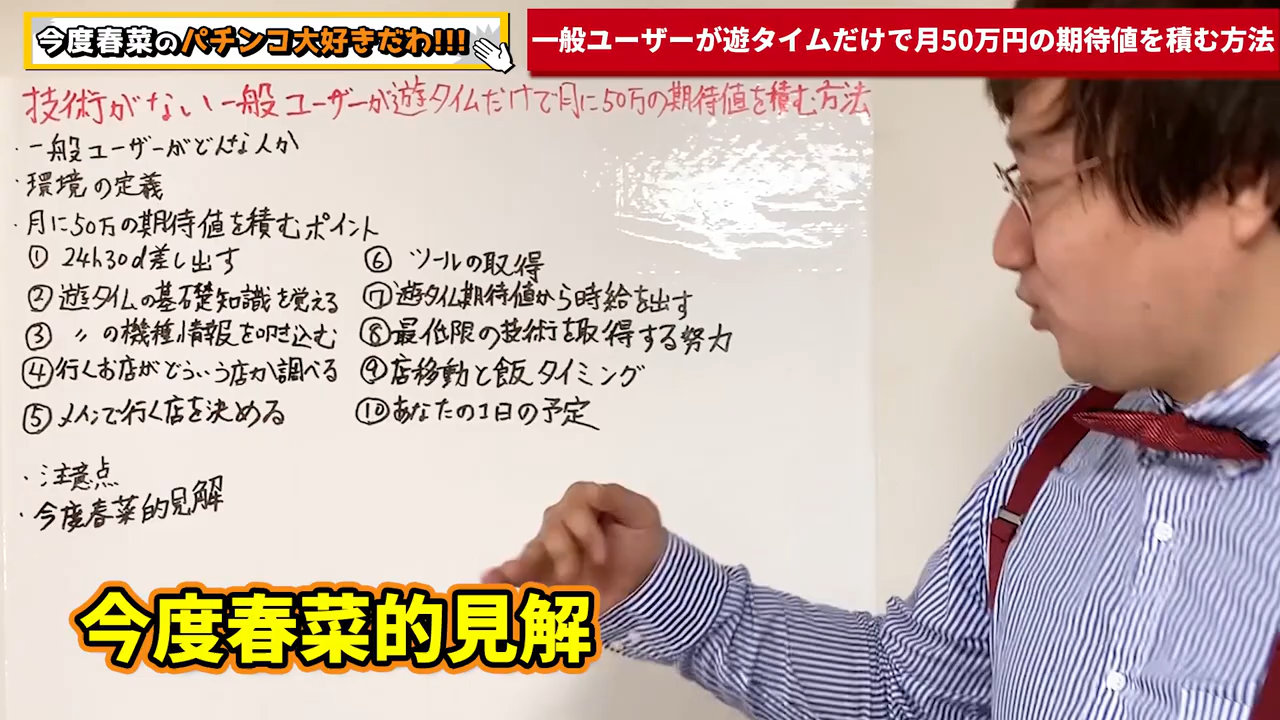 今度春菜のパチンコ大好きだわ!!!
一般ユーザーが遊タイムだけで月50万円の期待値を積む方法
技術がない一般ユーザーが遊タイムだけで月に50万の期待値を積む方法
・一般ユーザーがどんな人か
・環境の定義
・月に50万の期待値を積むポイント
① 24h30d差し出す
② 遊タイムの基礎知識を覚える
③ 〃の機種情報を叩き込む
④ 行くお店がどういう店か調べる
⑤ メインで行く店を決める
⑥ ツールの取得
⑦ 遊タイム期待値から時給を出す
⑧ 最低限の技術を取得する努力
⑨ 店移動と飯タイミング
⑩ あなたの1日の予定
・注意点
・今度春菜的見解
今度春菜的見解